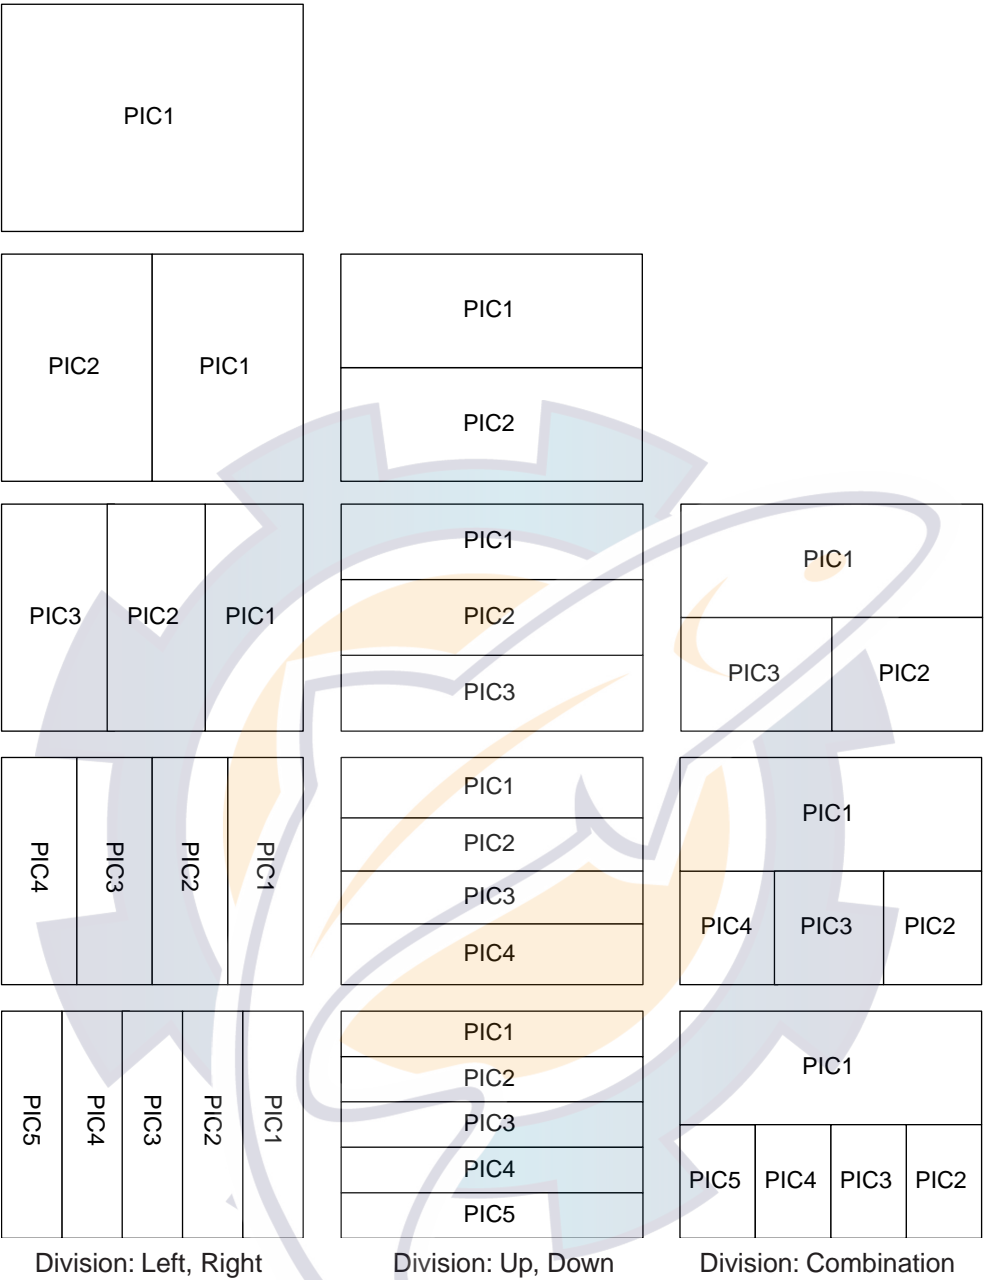 PIC1
PIC2 PIC1
PIC1
PIC2
PIC3 PIC2 PIC1
PIC1
PIC2
PIC3
PIC1
PIC3 PIC2
PIC4 PIC3 PIC2 PIC1
PIC1
PIC2
PIC3
PIC4
PIC1
PIC4 PIC3 PIC2
PIC5 PIC4 PIC3 PIC2 PIC1
PIC1
PIC2
PIC3
PIC4
PIC5
PIC1
PIC5 PIC4 PIC3 PIC2
Division: Left, Right
Division: Up, Down
Division: Combination